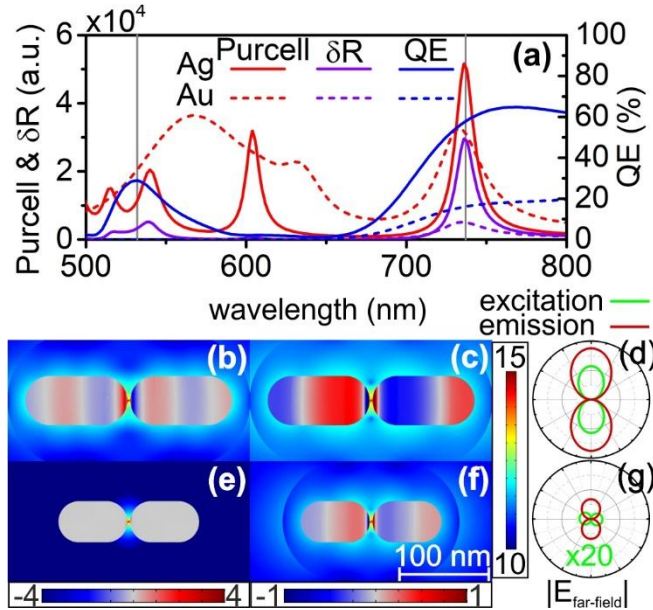 x10⁴
6
4
2
0
Purcell & δR (a.u.)
Purcell δR QE
Ag
Au
(a)
100
80
60
40
20
0
QE (%)
500 600 700 800
wavelength (nm)
excitation
emission
(b) (c) (d)
15
10
(e) (f) (g)
x20
100 nm
-4 4 -1 1
|E far-field|